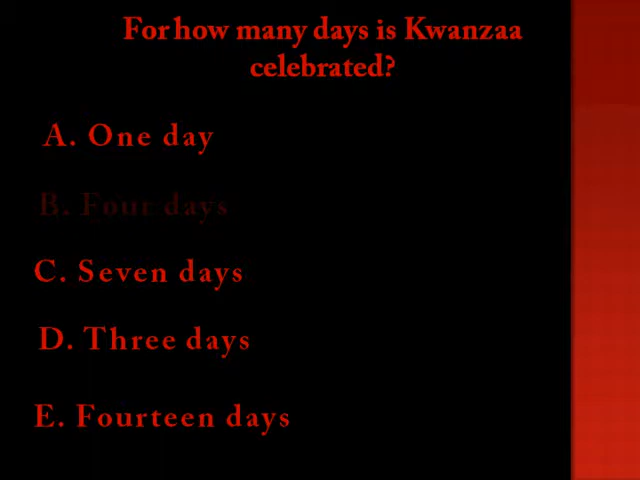 For how many days is Kwanzaa
celebrated?
A. One day
B. Four days
C. Seven days
D. Three days
E. Fourteen days